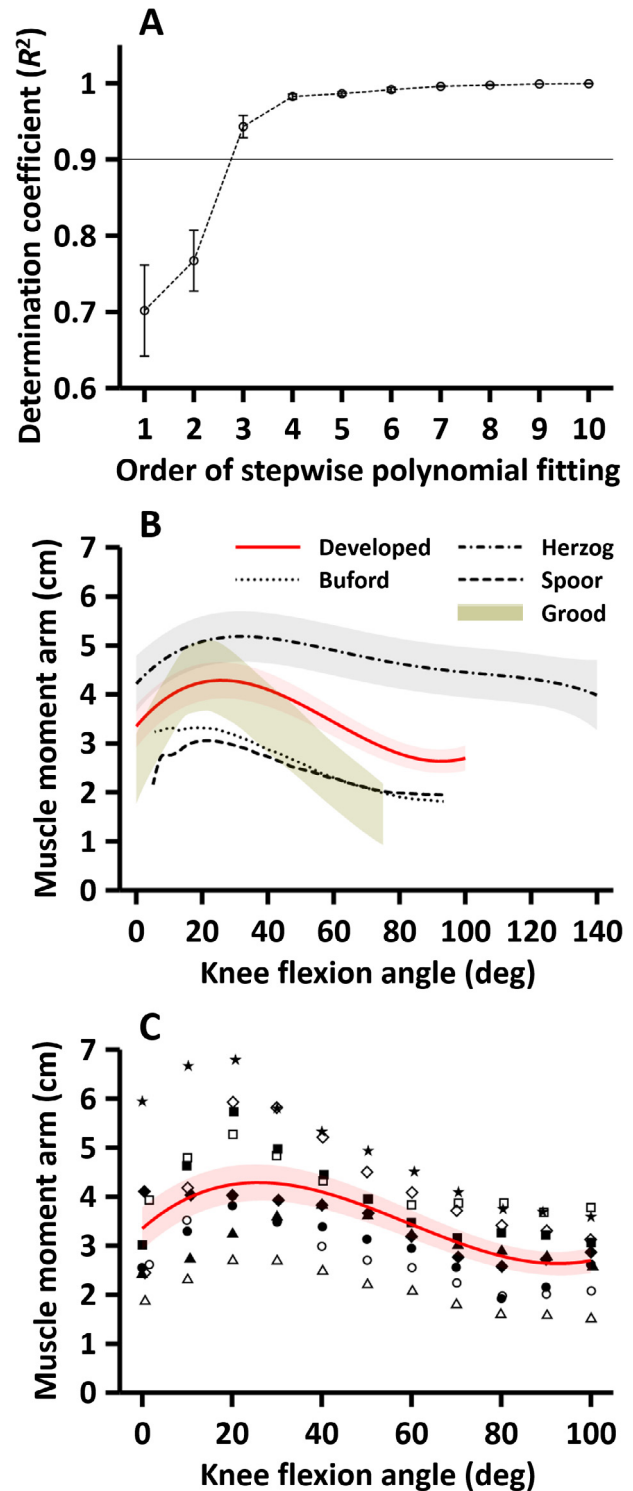 A
Determination coefficient (R²)
1
0.9
0.8
0.7
0.6
1 2 3 4 5 6 7 8 9 10
Order of stepwise polynomial fitting
B
Muscle moment arm (cm)
7
6
5
4
3
2
1
0
Developed
Buford
Herzog
Spoor
Grood
0 20 40 60 80 100 120 140
Knee flexion angle (deg)
C
Muscle moment arm (cm)
7
6
5
4
3
2
1
0
0 20 40 60 80 100
Knee flexion angle (deg)